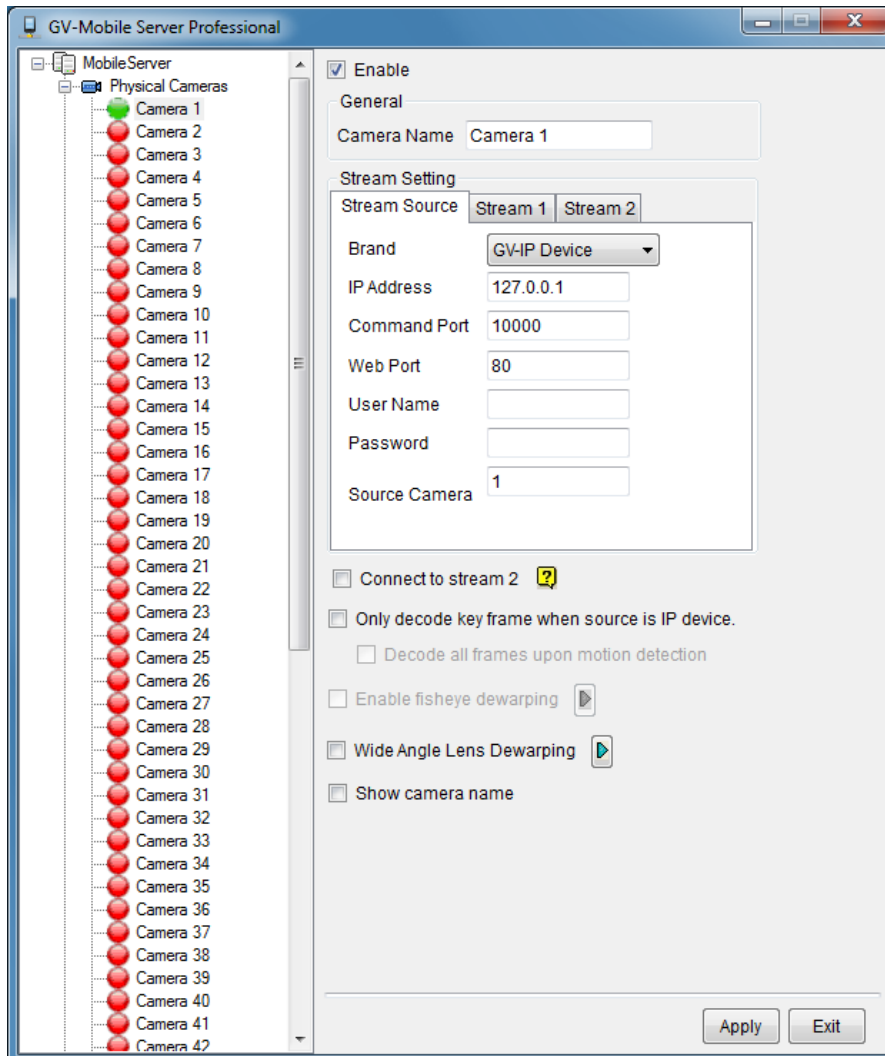 GV-Mobile Server Professional
MobileServer
Physical Cameras
Camera 1
Camera 2
Camera 3
Camera 4
Camera 5
Camera 6
Camera 7
Camera 8
Camera 9
Camera 10
Camera 11
Camera 12
Camera 13
Camera 14
Camera 15
Camera 16
Camera 17
Camera 18
Camera 19
Camera 20
Camera 21
Camera 22
Camera 23
Camera 24
Camera 25
Camera 26
Camera 27
Camera 28
Camera 29
Camera 30
Camera 31
Camera 32
Camera 33
Camera 34
Camera 35
Camera 36
Camera 37
Camera 38
Camera 39
Camera 40
Camera 41
Camera 42
Enable
General
Camera Name Camera 1
Stream Setting
Stream Source Stream 1 Stream 2
Brand GV-IP Device
IP Address 127.0.0.1
Command Port 10000
Web Port 80
User Name
Password
Source Camera 1
Connect to stream 2 ?
Only decode key frame when source is IP device.
Decode all frames upon motion detection
Enable fisheye dewarping
Wide Angle Lens Dewarping
Show camera name
Apply Exit